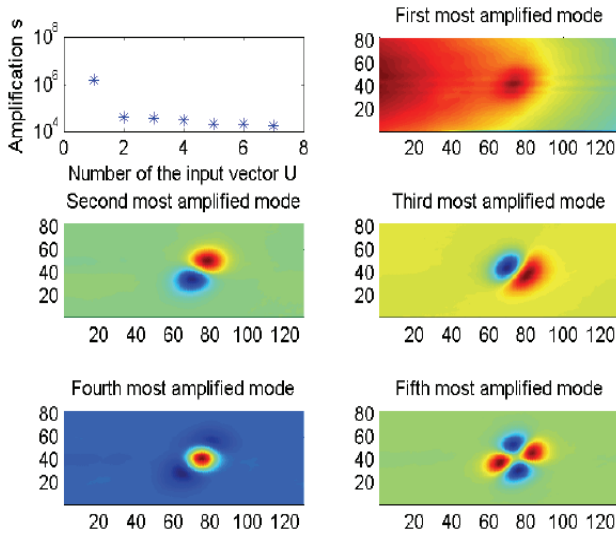 First most amplified mode
Amplification s
10^8
10^6
10^4
0 2 4 6 8
Number of the input vector U
80
60
40
20
20 40 60 80 100 120
Second most amplified mode
80
60
40
20
20 40 60 80 100 120
Third most amplified mode
80
60
40
20
20 40 60 80 100 120
Fourth most amplified mode
80
60
40
20
20 40 60 80 100 120
Fifth most amplified mode
80
60
40
20
20 40 60 80 100 120